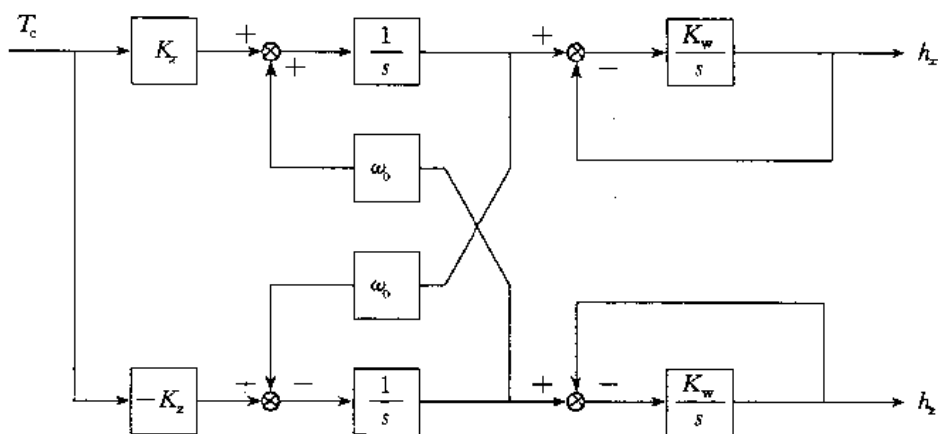 T_c
K_x
+
+
1/s
+
−
K_w/s
h_x
ω_0
ω_0
−K_z
+
−
1/s
+
−
K_w/s
h_z